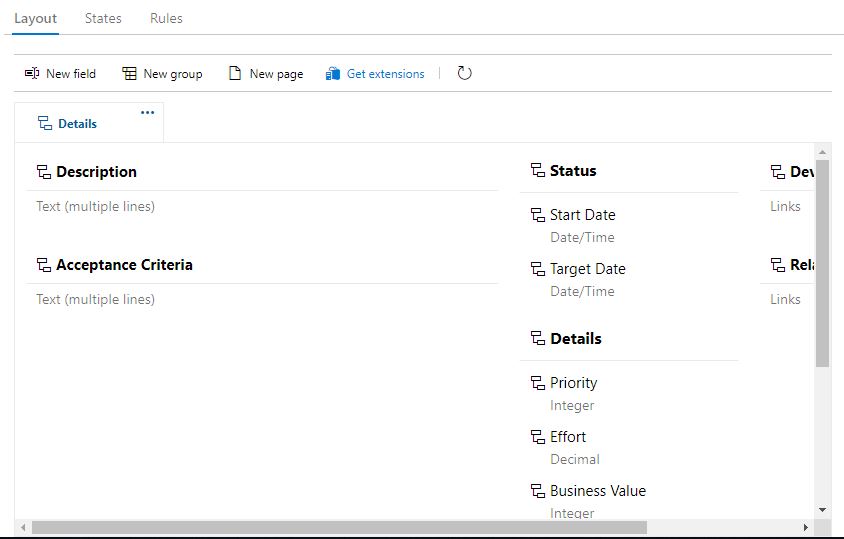 Layout States Rules
New field New group New page Get extensions
Details
Description
Text (multiple lines)
Acceptance Criteria
Text (multiple lines)
Status
Start Date
Date/Time
Target Date
Date/Time
Details
Priority
Integer
Effort
Decimal
Business Value
Integer
Links
Links